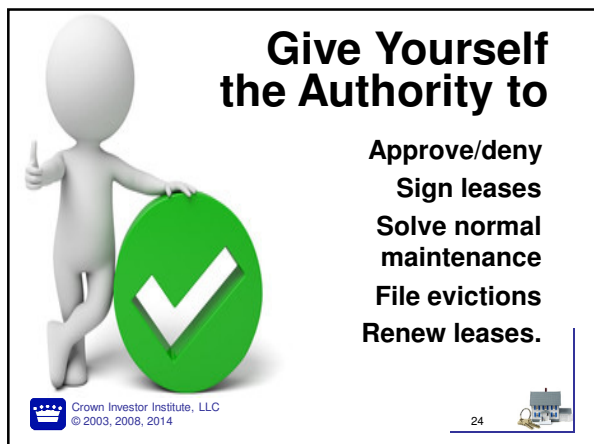 Give Yourself
the Authority to
Approve/deny
Sign leases
Solve normal
maintenance
File evictions
Renew leases.
Crown Investor Institute, LLC
© 2003, 2008, 2014
24